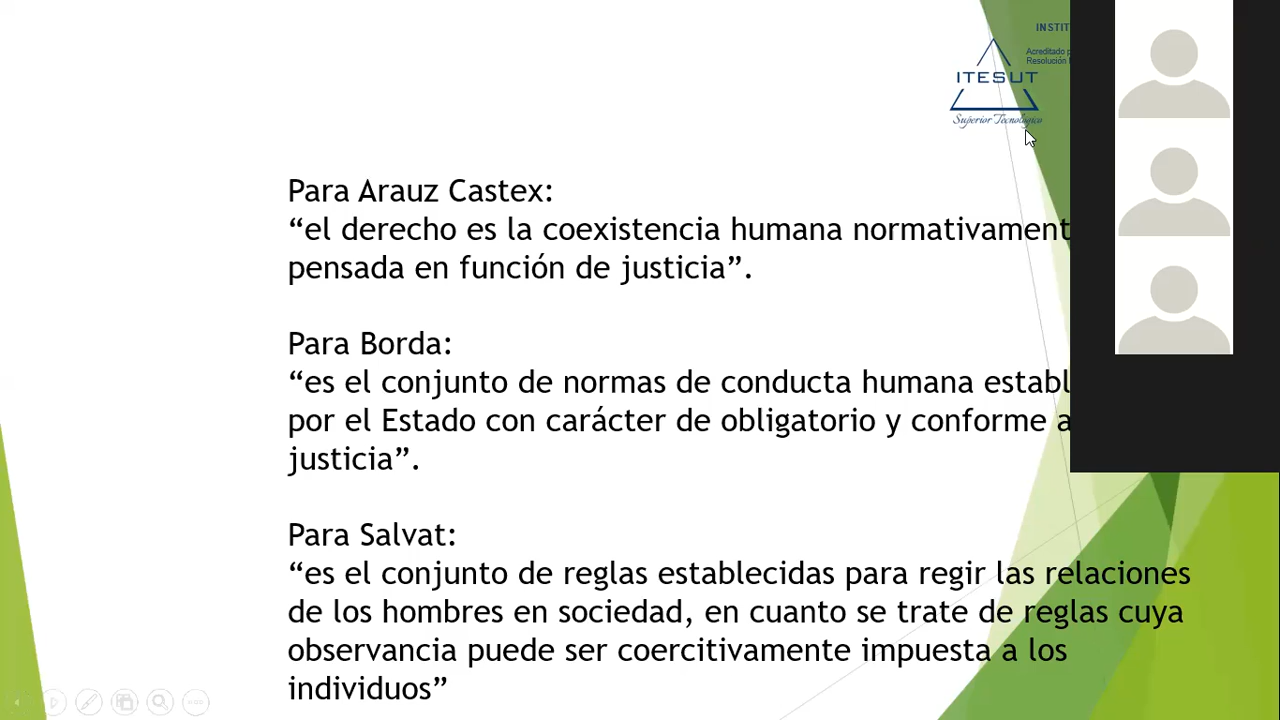 INSTIT
Acreditado p
Resolución
ITESUT
Superior Tecnológico
Para Arauz Castex:
“el derecho es la coexistencia humana normativament
pensada en función de justicia”.
Para Borda:
“es el conjunto de normas de conducta humana establ
por el Estado con carácter de obligatorio y conforme a
justicia”.
Para Salvat:
“es el conjunto de reglas establecidas para regir las relaciones
de los hombres en sociedad, en cuanto se trate de reglas cuya
observancia puede ser coercitivamente impuesta a los
individuos”